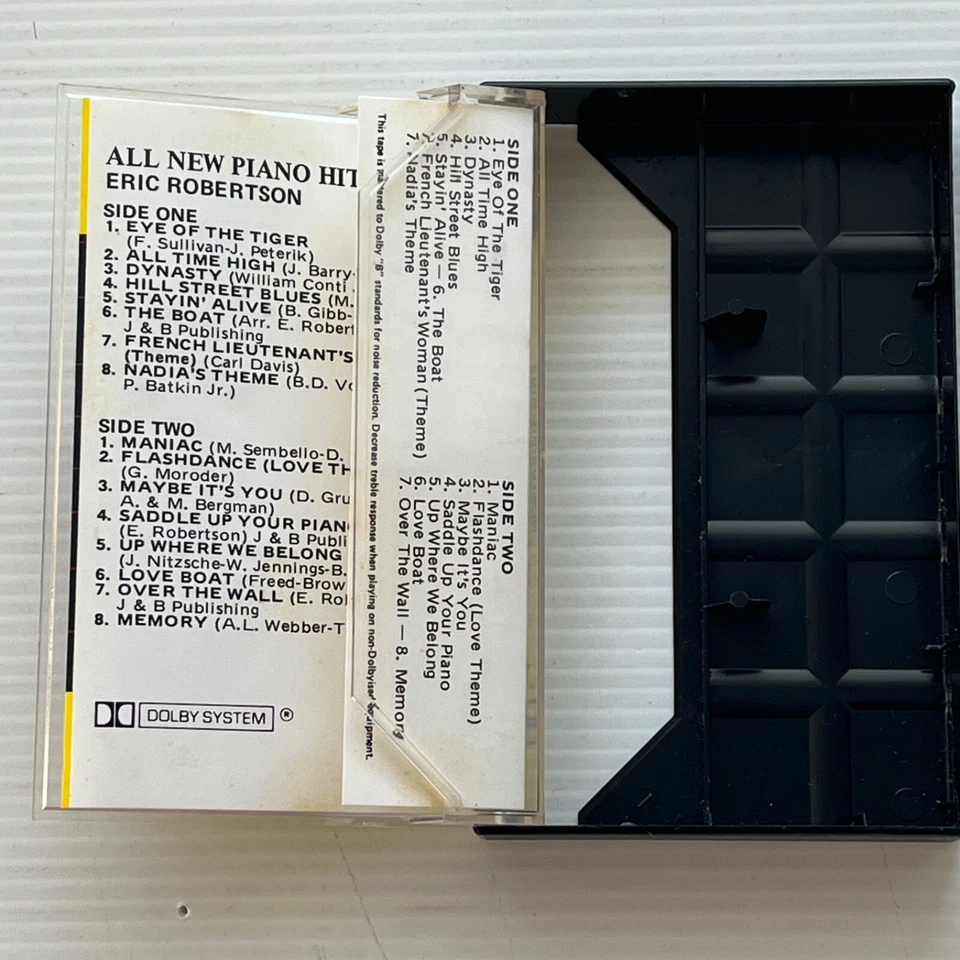 ALL NEW PIANO HIT
ERIC ROBERTSON
SIDE ONE
1. EYE OF THE TIGER
(F. Sullivan-J. Peterik)
2. ALL TIME HIGH (J. Barry-
3. DYNASTY (William Conti
4. HILL STREET BLUES (M.
5. STAYIN' ALIVE (B. Gibb-
6. THE BOAT (Arr. E. Rober
J & B Publishing
7. FRENCH LIEUTENANT'S
(Theme) (Carl Davis)
8. NADIA'S THEME (B.D. V
P. Batkin Jr.)
SIDE TWO
1. MANIAC (M. Sembello-D.
2. FLASHDANCE (LOVE TH
(G. Moroder)
3. MAYBE IT'S YOU (D. Gru
A. & M. Bergman)
4. SADDLE UP YOUR PIAN
(E. Robertson) J & B Publi
5. UP WHERE WE BELONG
(J. Nitzsche-W. Jennings-B.
6. LOVE BOAT (Freed-Brow
7. OVER THE WALL (E. Ro
J & B Publishing
8. MEMORY (A.L. Webber-T
DOLBY SYSTEM ®
SIDE ONE
1. Eye Of The Tiger
2. All Time High
3. Dynasty
4. Hill Street Blues
5. Stayin' Alive — 6. The Boat
7. French Lieutenant's Woman (Theme)
7. Nadia's Theme
SIDE TWO
1. Maniac
2. Flashdance (Love Theme)
3. Maybe It's You
4. Saddle Up Your Piano
5. Up Where We Belong
6. Love Boat
7. Over The Wall — 8. Memory
This tape is mastered to Dolby "B" standards for noise reduction. Decrease treble response when playing on non-Dolbyised equipment.